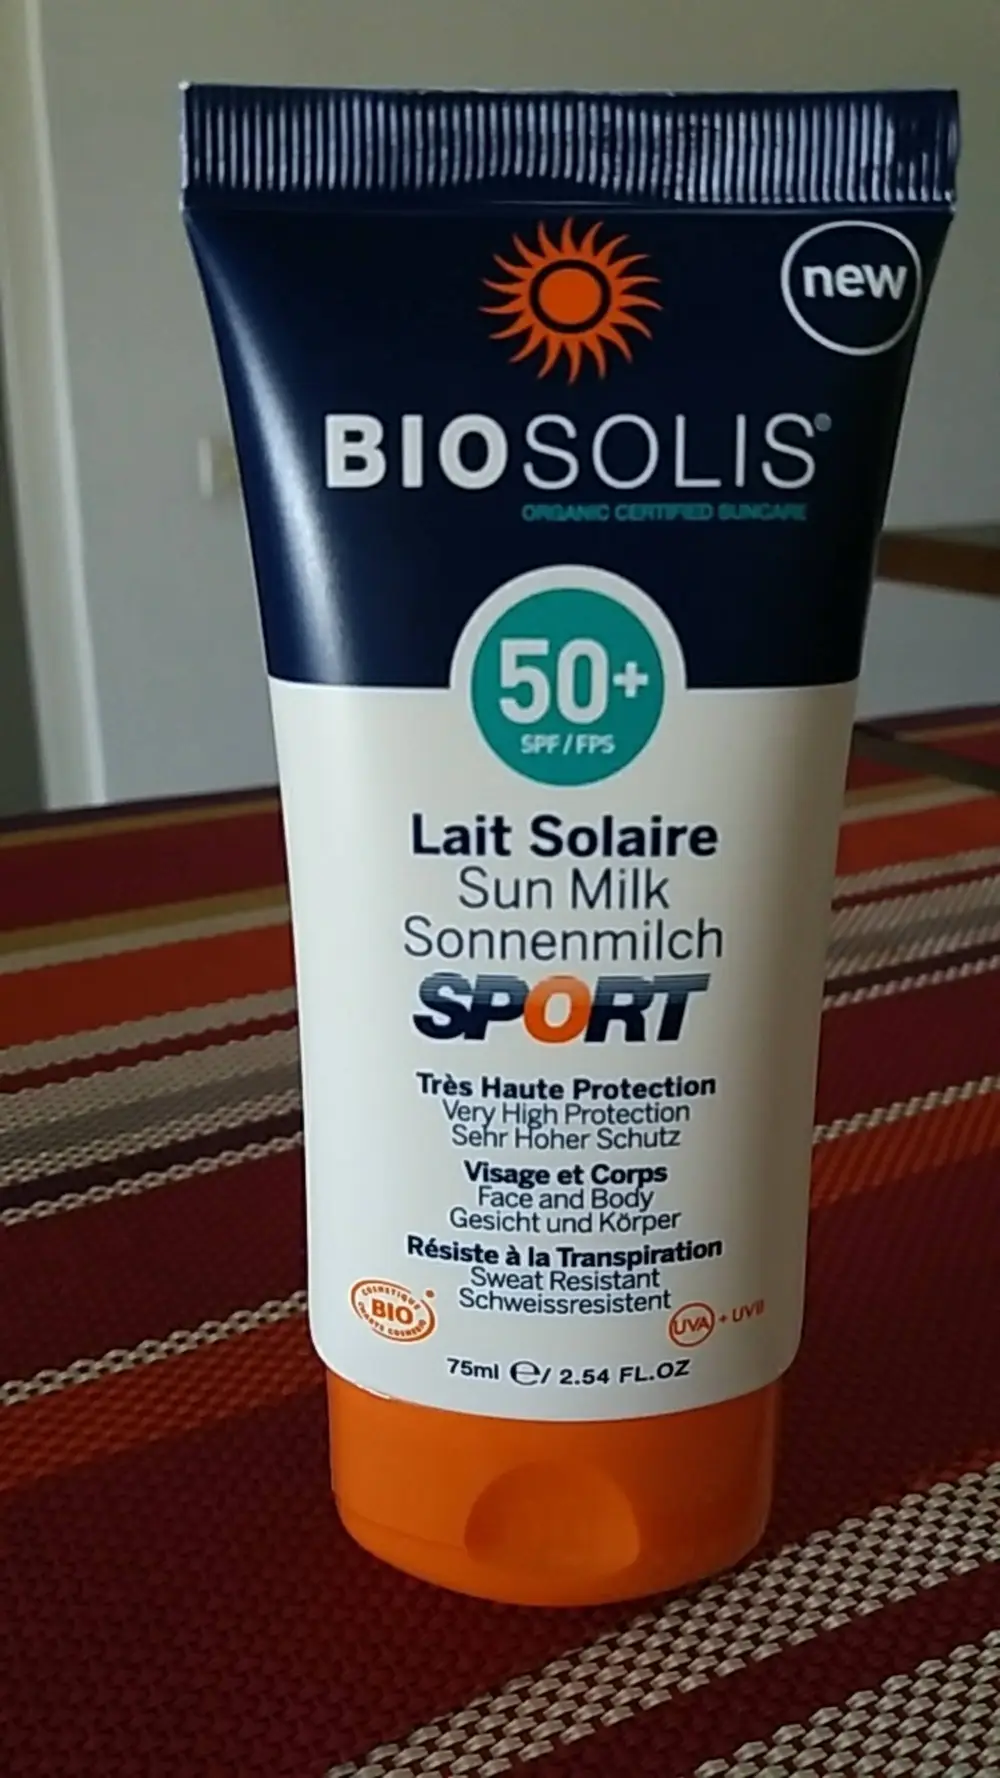 new
BIOSOLIS®
ORGANIC CERTIFIED SUNCARE
50+
SPF / FPS
Lait Solaire
Sun Milk
Sonnenmilch
SPORT
Très Haute Protection
Very High Protection
Sehr Hoher Schutz
Visage et Corps
Face and Body
Gesicht und Körper
Résiste à la Transpiration
Sweat Resistant
Schweissresistent
COSMETIQUE
BIO
UVA + UVB
75ml ℮/ 2.54 FL.OZ